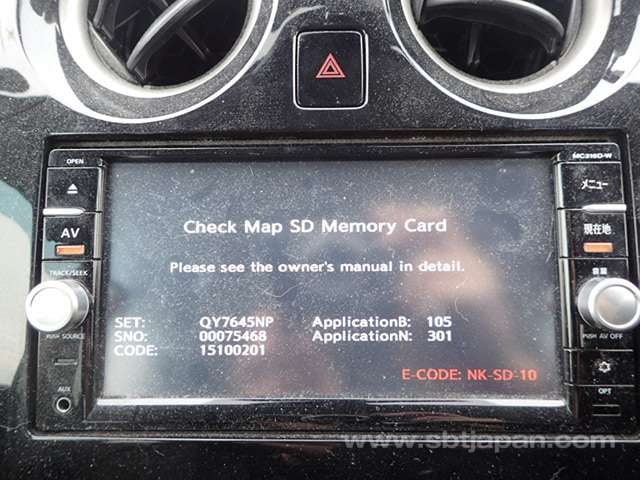 OPEN
MC315D-W
メニュー
AV
現在地
Check Map SD Memory Card
Please see the owner's manual in detail.
TRACK/SEEK
音量
SET: QY7645NP ApplicationB: 105
SNO: 00075468 ApplicationN: 301
CODE: 15100201
PUSH SOURCE
PUSH AV OFF
E-CODE: NK-SD-10
AUX
OPT
www.sbtjapan.com